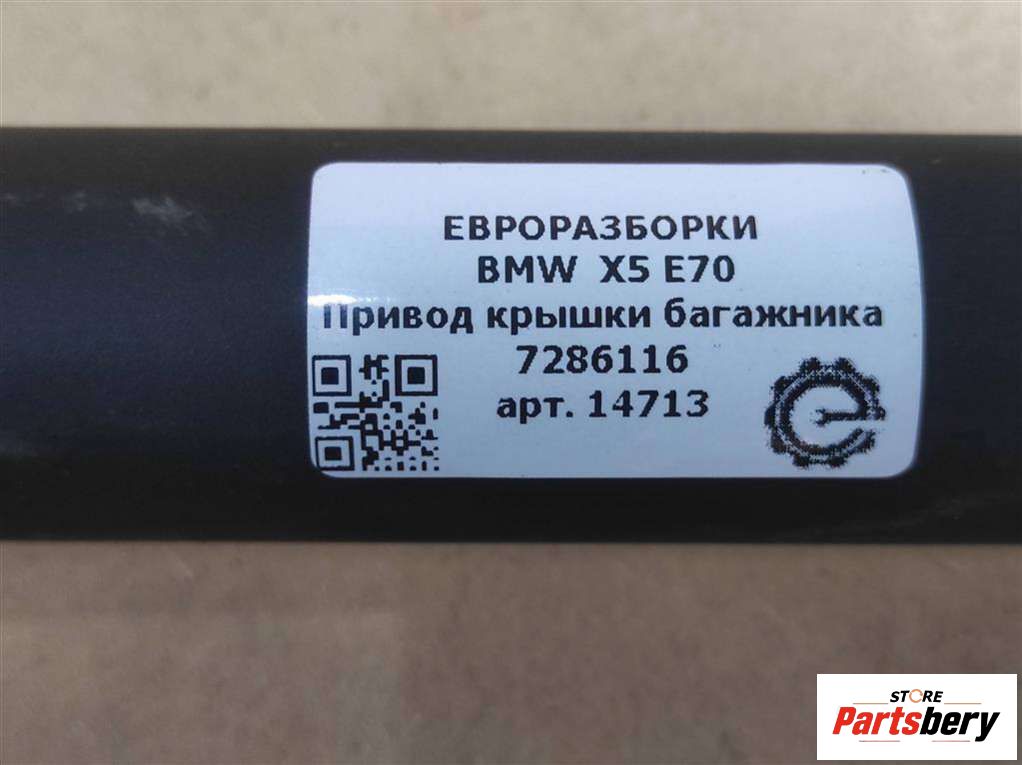 ЕВРОРАЗБОРКИ
BMW X5 E70
Привод крышки багажника
7286116
арт. 14713
STORE
Partsbery